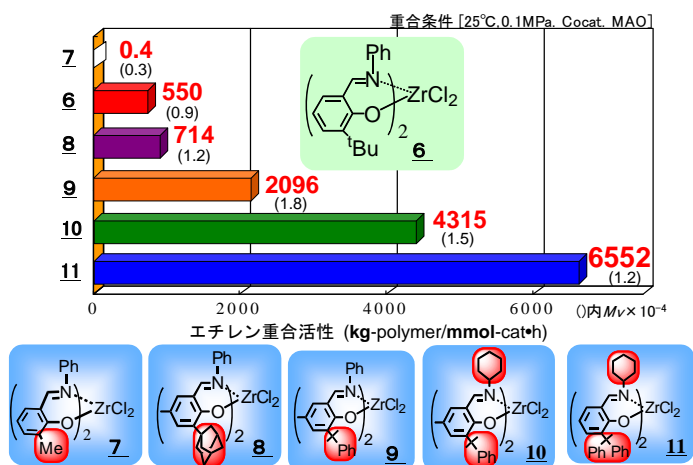 重合条件 [25℃,0.1MPa. Cocat. MAO]
7 0.4
(0.3)
6 550
(0.9)
8 714
(1.2)
9 2096
(1.8)
10 4315
(1.5)
11 6552
(1.2)
Ph
N
O
ZrCl2
2
tBu
6
0 2000 4000 6000 ()内Mv×10−4
エチレン重合活性 (kg-polymer/mmol-cat•h)
Ph
N
O
ZrCl2
2
Me
7
Ph
N
O
ZrCl2
2
8
Ph
N
O
ZrCl2
2
Ph
9
N
O
ZrCl2
2
Ph
10
N
O
ZrCl2
2
Ph Ph
11